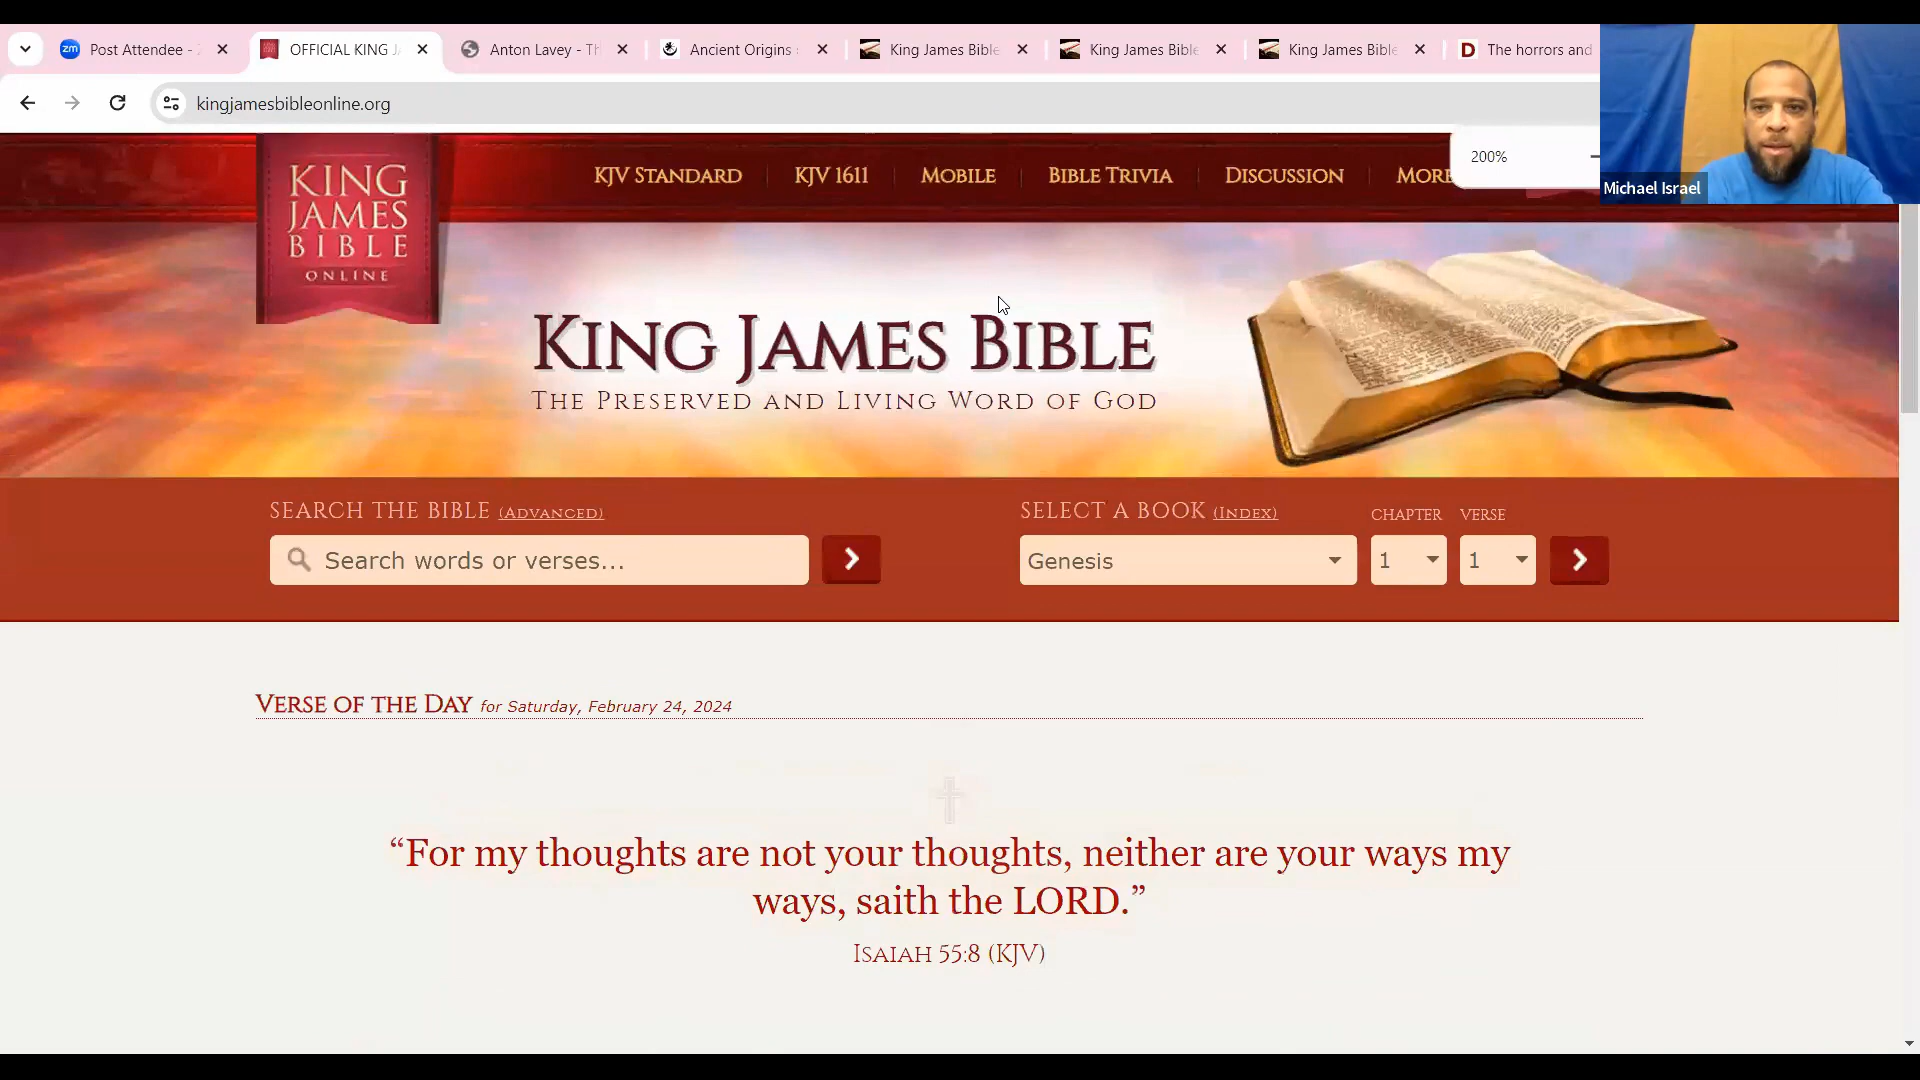 zm Post Attendee -
OFFICIAL KING JA
Anton Lavey - Th
Ancient Origins
King James Bible
King James Bible
King James Bible
D The horrors and
kingjamesbibleonline.org
200%
Michael Israel
KING
JAMES
BIBLE
ONLINE
KJV STANDARD
KJV 1611
MOBILE
BIBLE TRIVIA
DISCUSSION
MORE
KING JAMES BIBLE
THE PRESERVED AND LIVING WORD OF GOD
SEARCH THE BIBLE (ADVANCED)
Search words or verses...
SELECT A BOOK (INDEX)
CHAPTER
VERSE
Genesis
1
1
VERSE OF THE DAY for Saturday, February 24, 2024
“For my thoughts are not your thoughts, neither are your ways my
ways, saith the LORD.”
ISAIAH 55:8 (KJV)